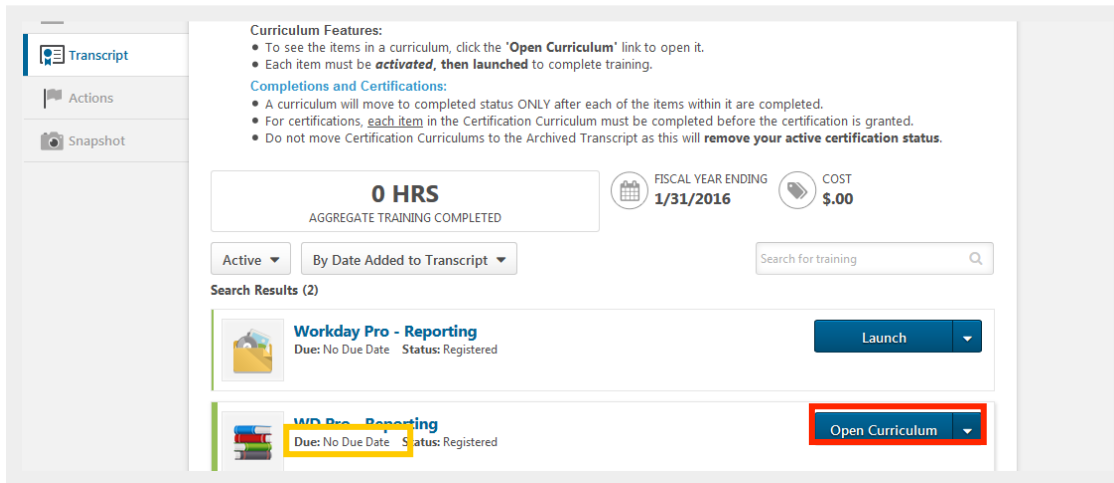 Curriculum Features:
• To see the items in a curriculum, click the "Open Curriculum" link to open it.
• Each item must be activated, then launched to complete training.
Completions and Certifications:
• A curriculum will move to completed status ONLY after each of the items within it are completed.
• For certifications, each item in the Certification Curriculum must be completed before the certification is granted.
• Do not move Certification Curriculums to the Archived Transcript as this will remove your active certification status.
Transcript
Actions
Snapshot
0 HRS
AGGREGATE TRAINING COMPLETED
FISCAL YEAR ENDING
1/31/2016
COST
$.00
Active
By Date Added to Transcript
Search for training
Search Results (2)
Workday Pro - Reporting
Due: No Due Date Status: Registered
Launch
WD Pro - Reporting
Due: No Due Date Status: Registered
Open Curriculum